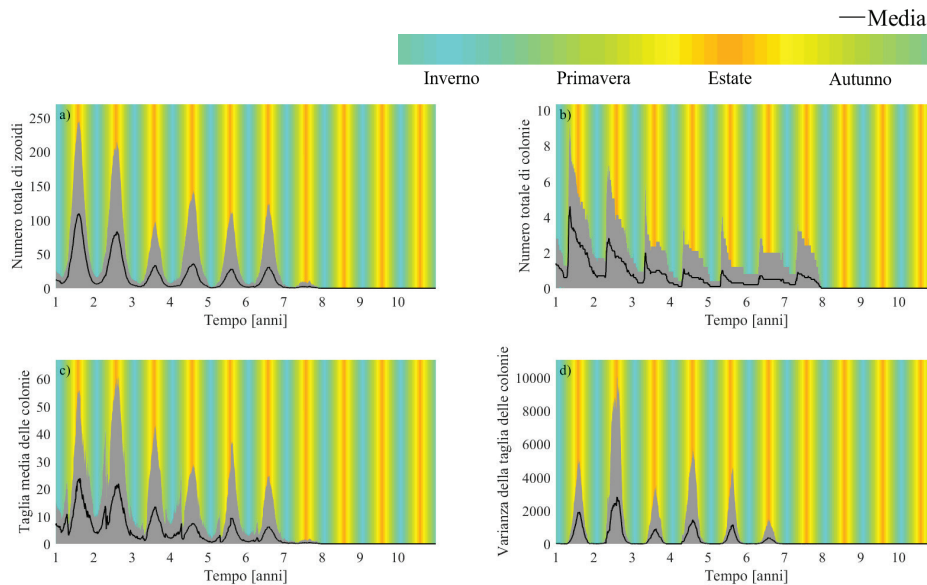 Media
Inverno Primavera Estate Autunno
a)
Numero totale di zooidi
250
200
150
100
50
0
1 2 3 4 5 6 7 8 9 10
Tempo [anni]
b)
Numero totale di colonie
10
8
6
4
2
0
1 2 3 4 5 6 7 8 9 10
Tempo [anni]
c)
Taglia media delle colonie
60
50
40
30
20
10
0
1 2 3 4 5 6 7 8 9 10
Tempo [anni]
d)
Varianza della taglia delle colonie
10000
8000
6000
4000
2000
0
1 2 3 4 5 6 7 8 9 10
Tempo [anni]